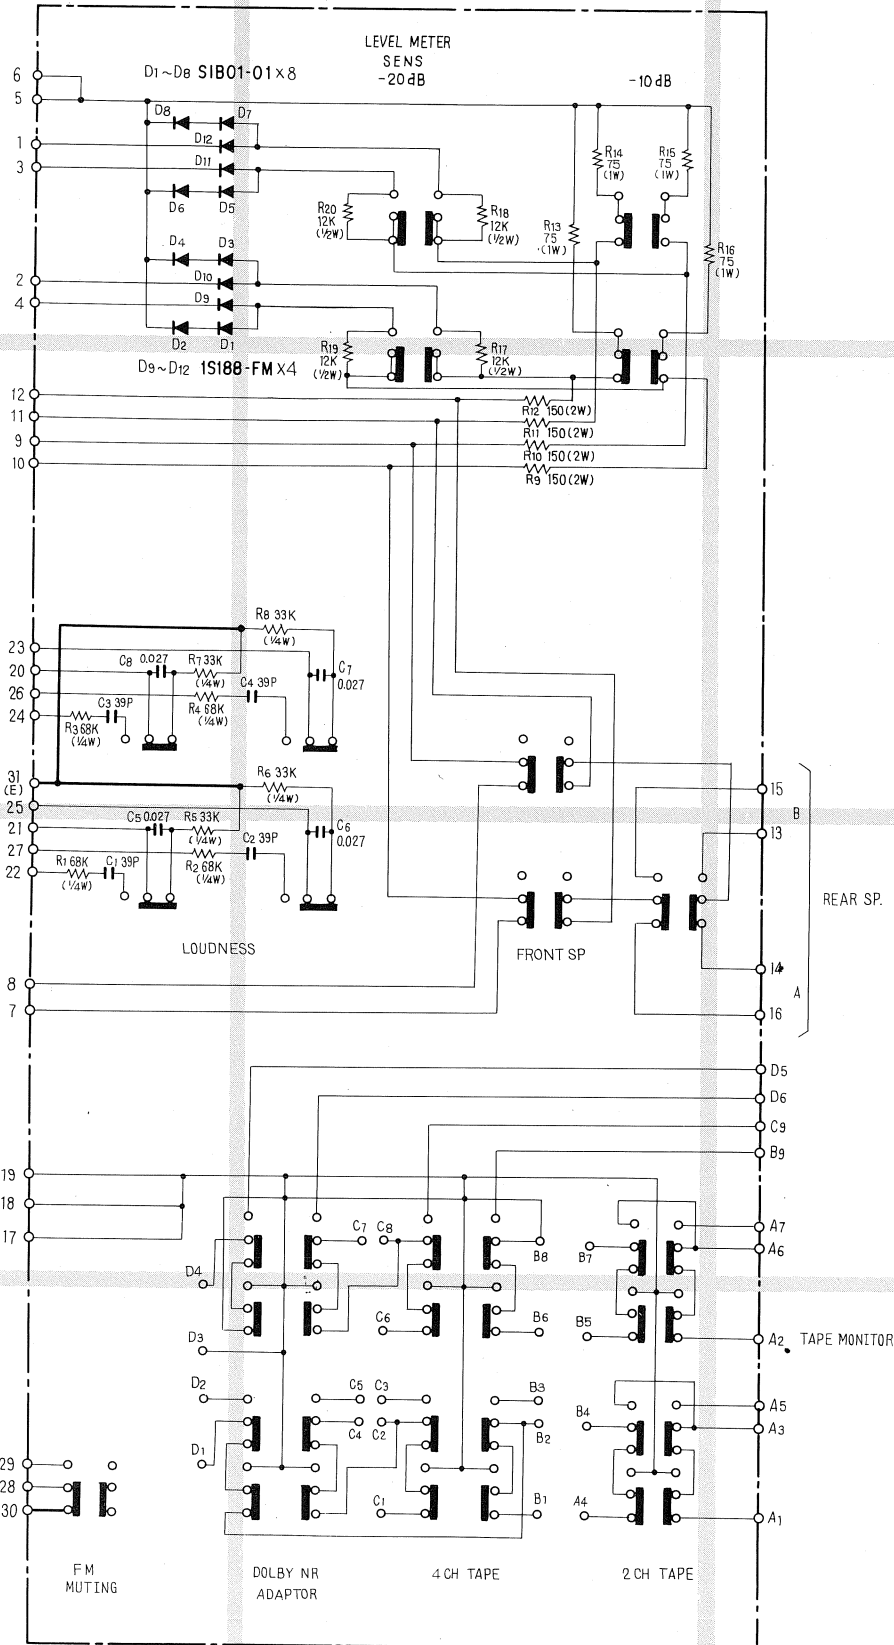 LEVEL METER
SENS
-20dB
-10dB
D1~D8 SIB01-01×8
6
5
D8
D7
1
D12
3
D11
D6
D5
R20
12K
(1/2W)
R18
12K
(1/2W)
R13
75
(1W)
R14
75
(1W)
R15
75
(1W)
R16
75
(1W)
D4
D3
2
D10
4
D9
D2
D1
R19
12K
(1/2W)
R17
12K
(1/2W)
D9~D12 1S188-FM×4
12
R12 150(2W)
11
R11 150(2W)
9
R10 150(2W)
10
R9 150(2W)
R8 33K
(1/4W)
23
20
C8 0.027
R7 33K
(1/4W)
C7
0.027
26
R4 68K
(1/4W)
C4 39P
24
R3 68K
(1/4W)
C3 39P
31
(E)
R6 33K
(1/4W)
25
21
C5 0.027
R5 33K
(1/4W)
C6
0.027
27
R2 68K
(1/4W)
C2 39P
22
R1 68K
(1/4W)
C1 39P
LOUDNESS
FRONT SP
15
B
13
REAR SP.
14
A
16
8
7
D5
D6
C9
B9
19
18
17
D4
C7
C8
B8
B7
A7
A6
D3
C6
B6
B5
A2
TAPE MONITOR
D2
C5
C3
B3
B4
A5
A3
D1
C4
C2
B2
C1
B1
A4
A1
29
28
30
FM
MUTING
DOLBY NR
ADAPTOR
4 CH TAPE
2 CH TAPE